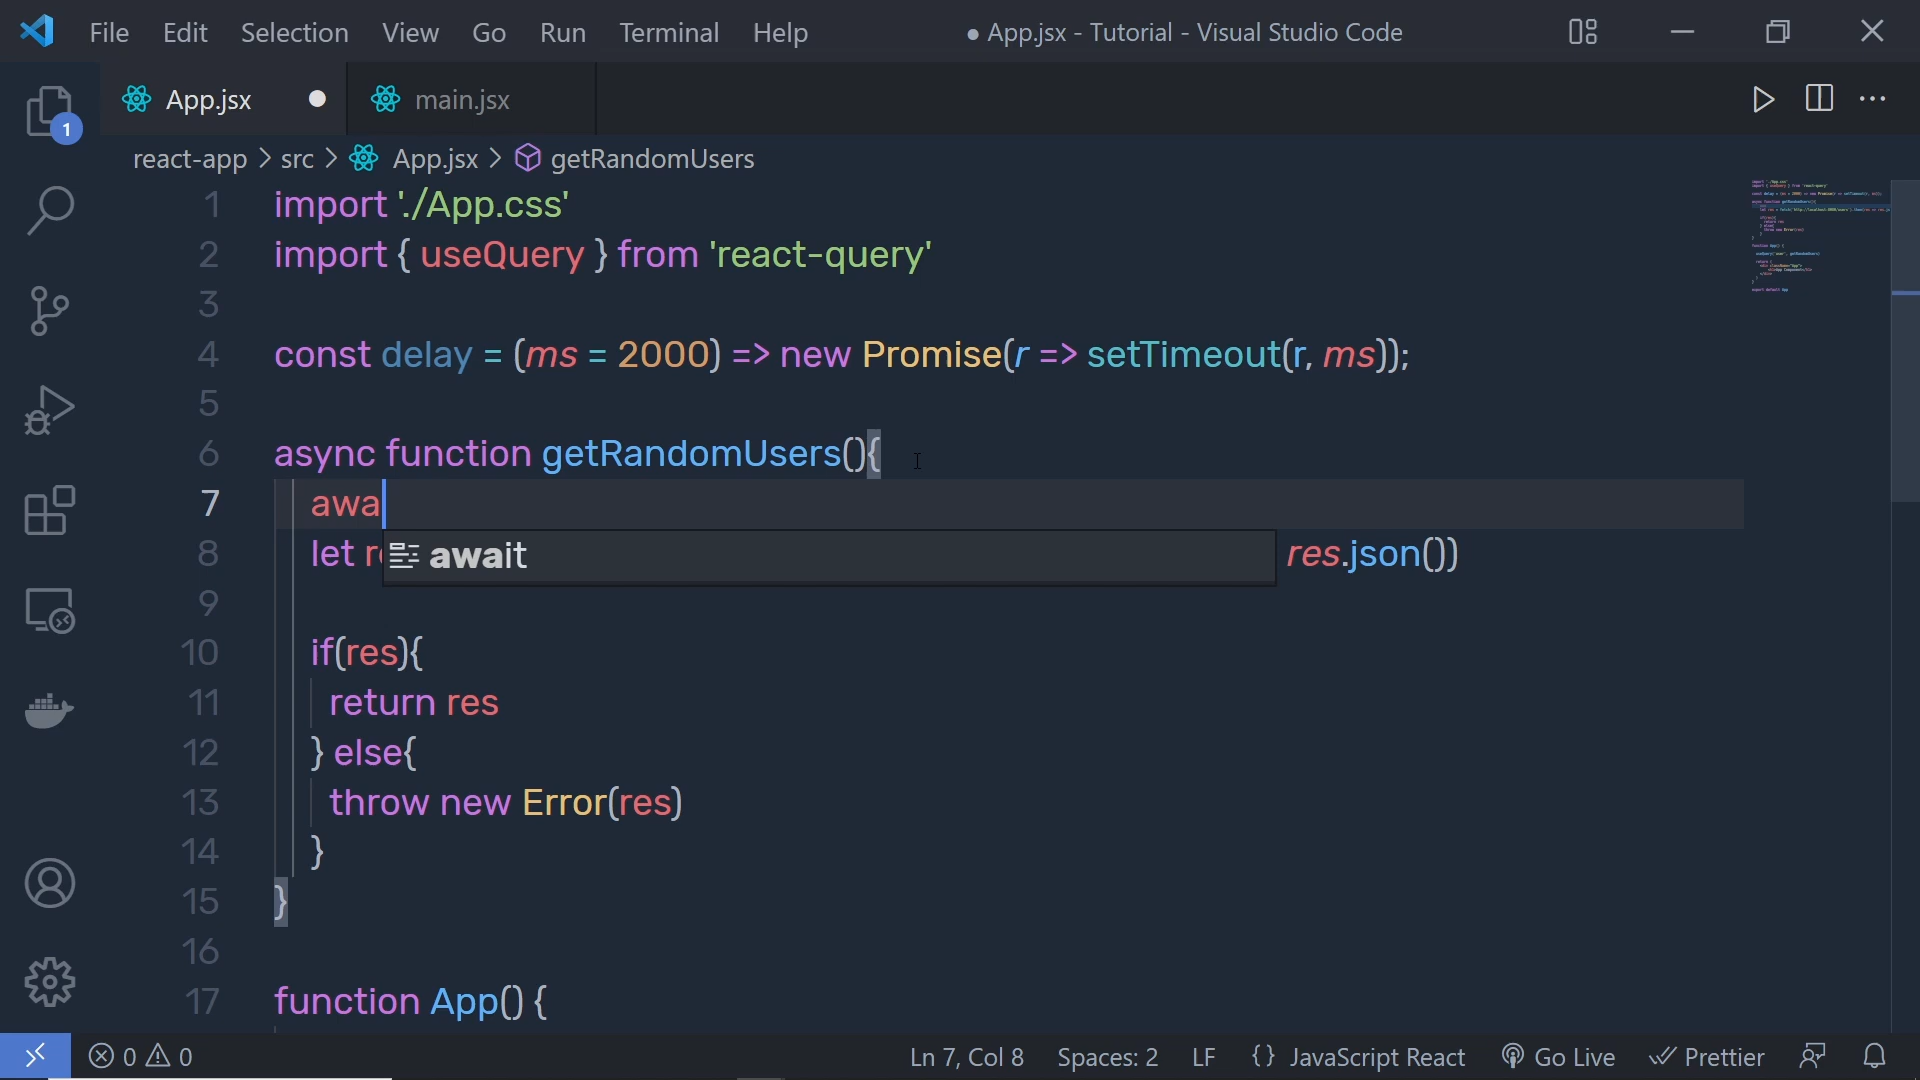 File Edit Selection View Go Run Terminal Help ● App.jsx - Tutorial - Visual Studio Code
App.jsx ● main.jsx
1
react-app > src > App.jsx > getRandomUsers
1 import './App.css'
2 import { useQuery } from 'react-query'
3
4 const delay = (ms = 2000) => new Promise(r => setTimeout(r, ms));
5
6 async function getRandomUsers(){
7 awa
8 let re res.json())
await
9
10 if(res){
11 return res
12 } else{
13 throw new Error(res)
14 }
15 }
16
17 function App() {
0 0 Ln 7, Col 8 Spaces: 2 LF {} JavaScript React Go Live Prettier